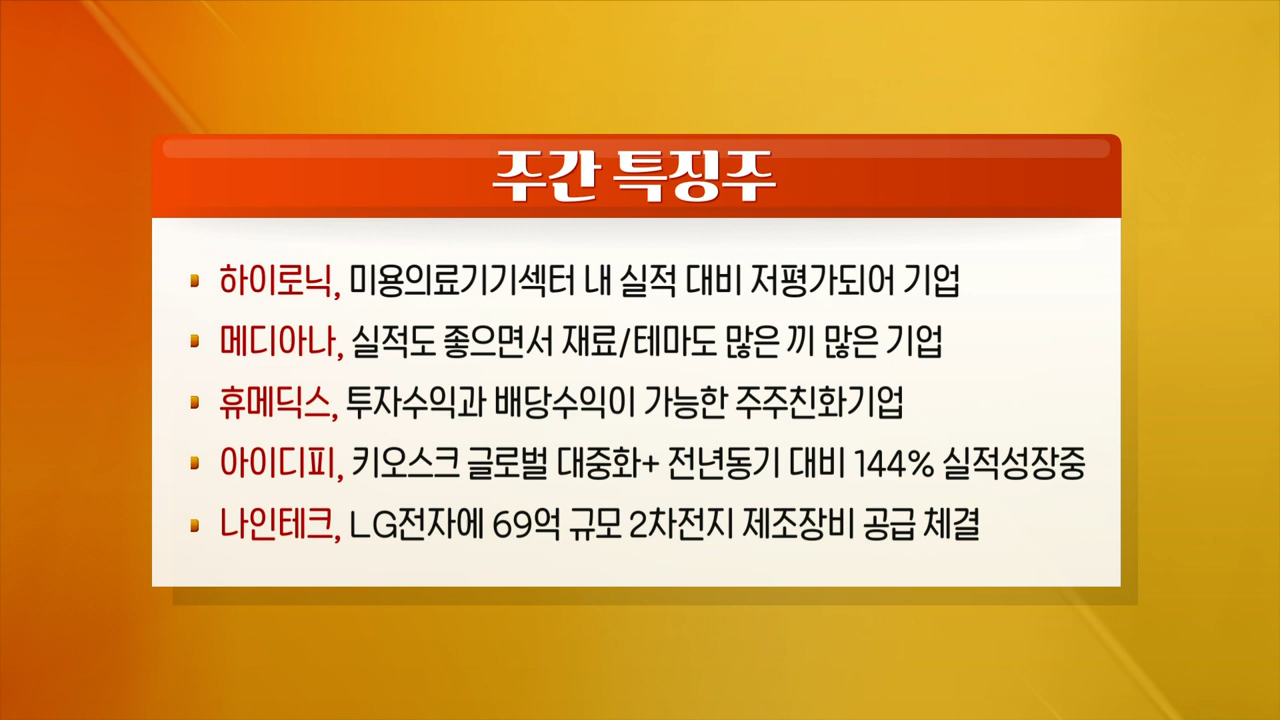 주간 특징주
하이로닉, 미용의료기기섹터 내 실적 대비 저평가되어 기업
메디아나, 실적도 좋으면서 재료/테마도 많은 끼 많은 기업
휴메딕스, 투자수익과 배당수익이 가능한 주주친화기업
아이디피, 키오스크 글로벌 대중화+ 전년동기 대비 144% 실적성장중
나인테크, LG전자에 69억 규모 2차전지 제조장비 공급 체결